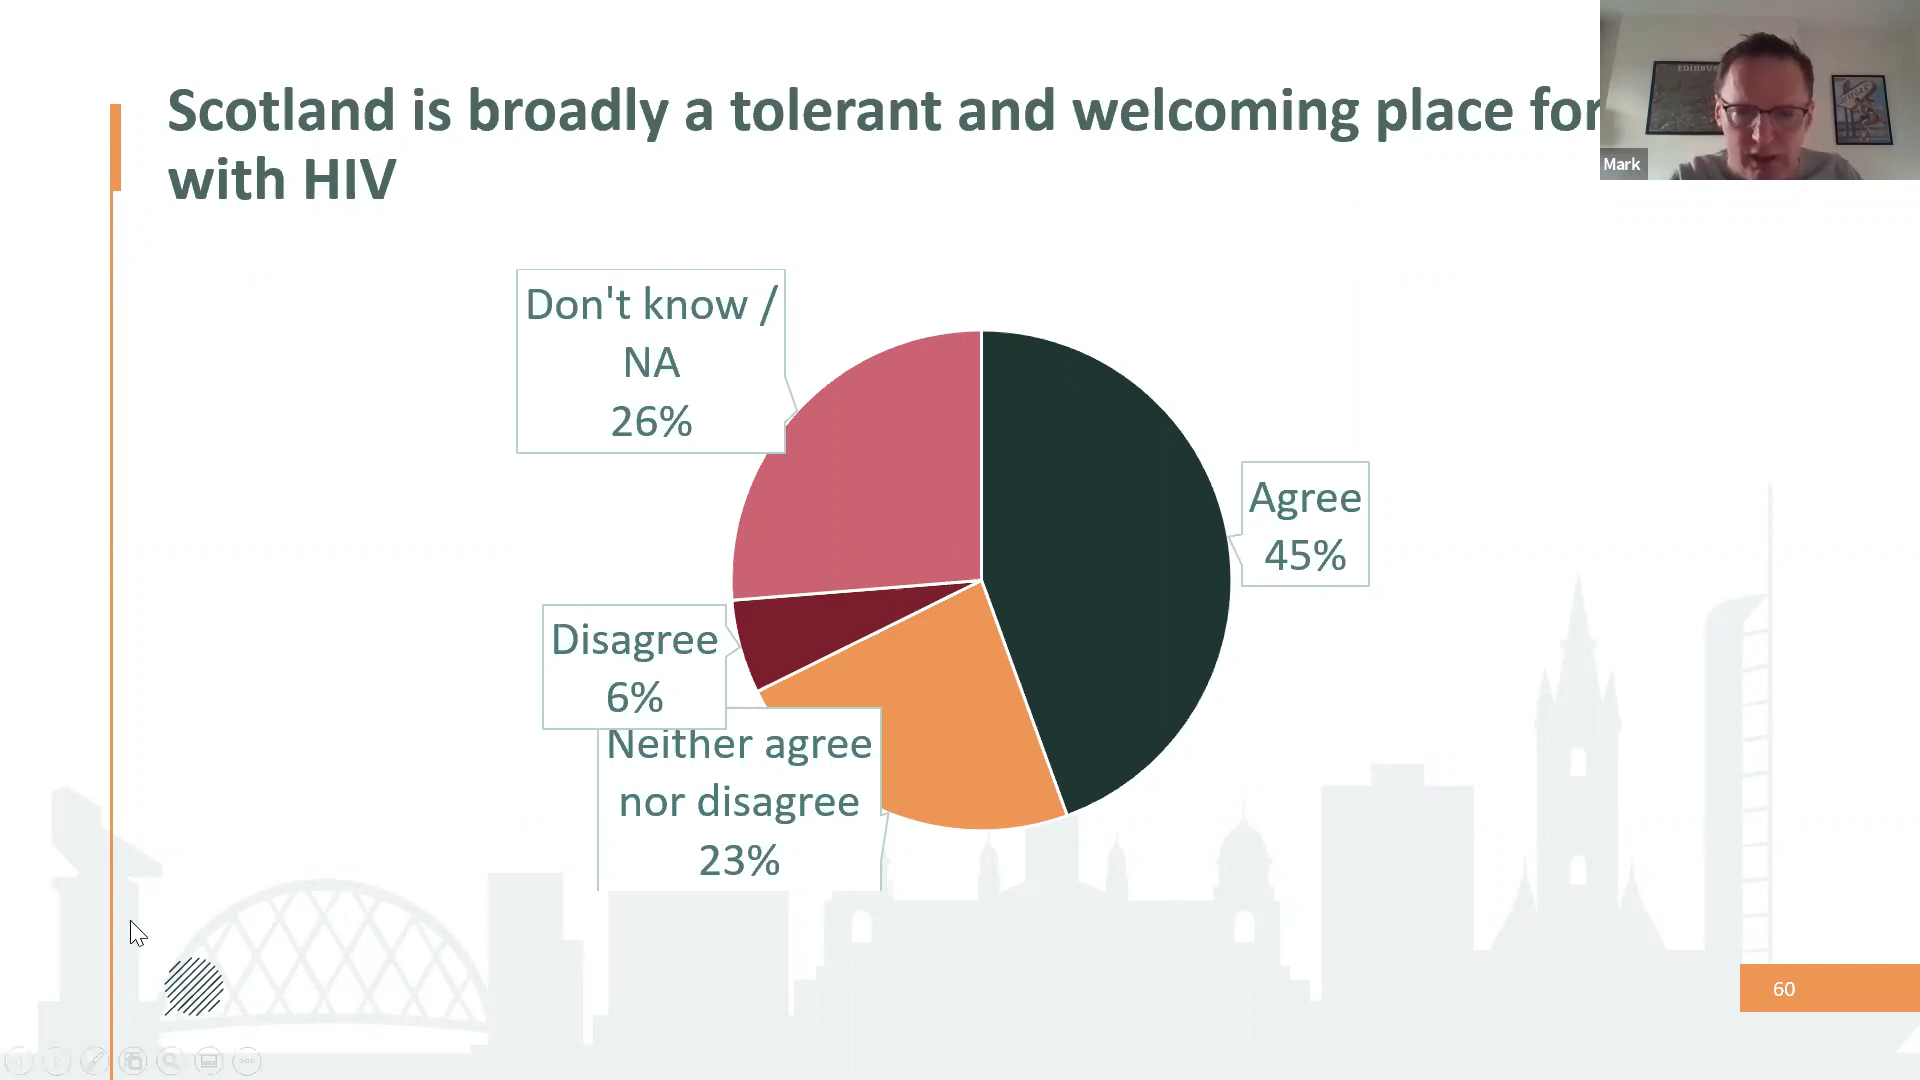 Scotland is broadly a tolerant and welcoming place for
with HIV
EDINBUR
Mark
Don't know /
NA
26%
Agree
45%
Disagree
6%
Neither agree
nor disagree
23%
60